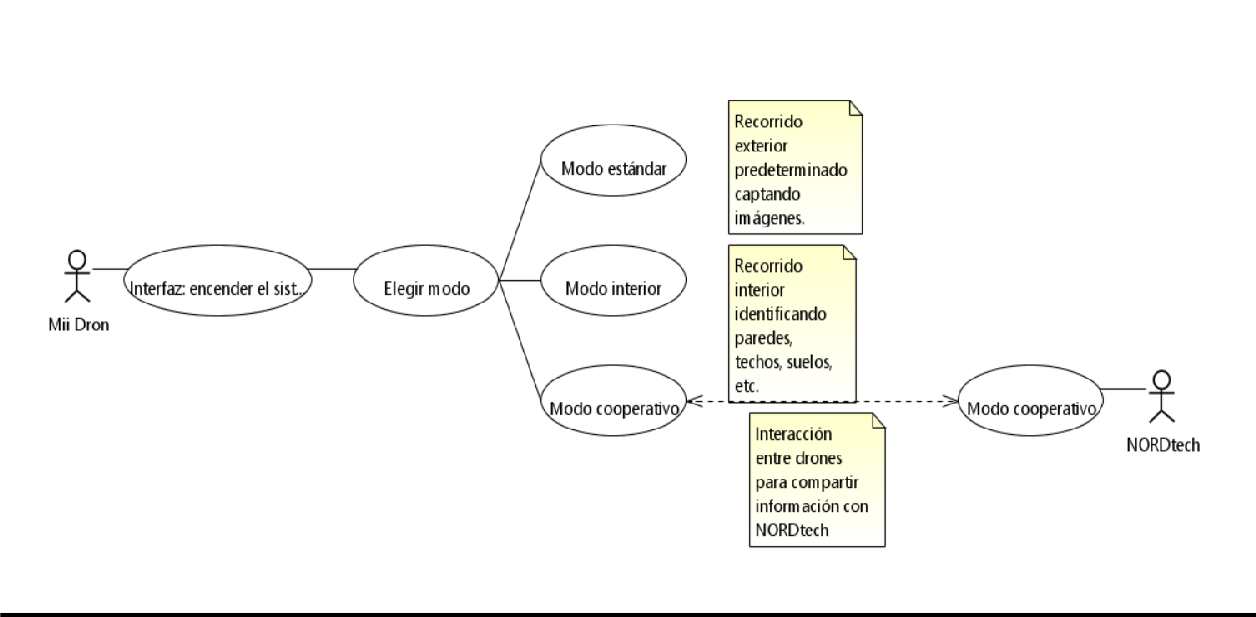 Mii Dron
Interfaz: encender el sist...
Elegir modo
Modo estándar
Modo interior
Modo cooperativo
Recorrido
exterior
predeterminado
captando
imágenes.
Recorrido
interior
identificando
paredes,
techos, suelos,
etc.
Interacción
entre drones
para compartir
información con
NORDtech
Modo cooperativo
NORDtech